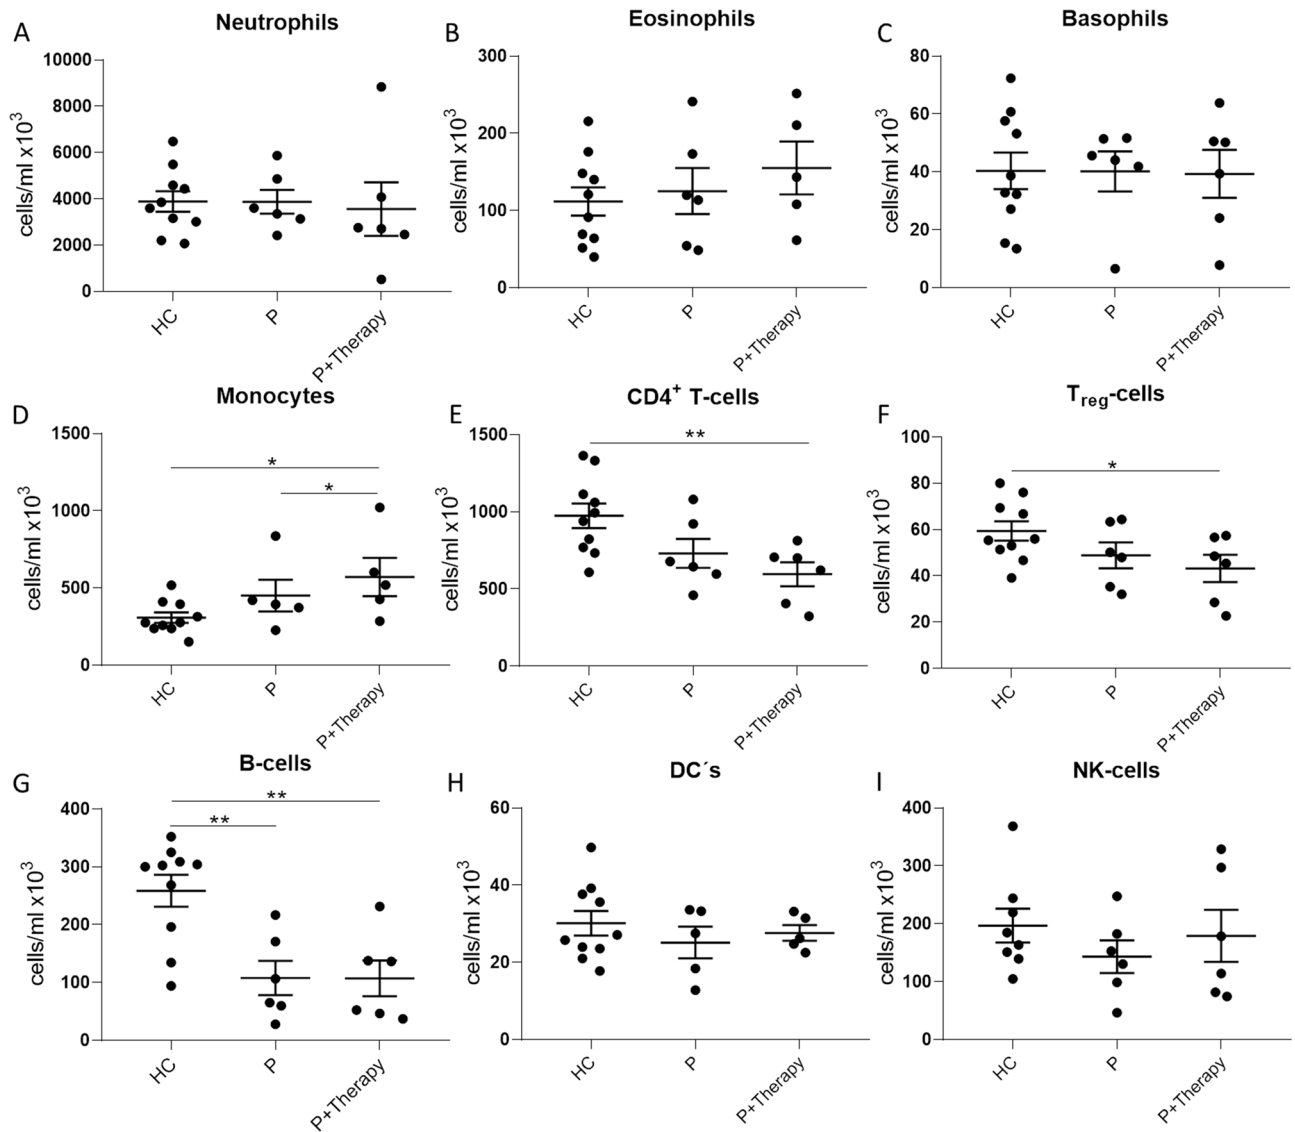 A
Neutrophils
cells/ml x10³
10000
8000
6000
4000
2000
0
HC
P
P+Therapy
B
Eosinophils
cells/ml x10³
300
200
100
0
HC
P
P+Therapy
C
Basophils
cells/ml x10³
80
60
40
20
0
HC
P
P+Therapy
D
Monocytes
cells/ml x10³
1500
1000
500
0
*
*
HC
P
P+Therapy
E
CD4⁺ T-cells
cells/ml x10³
1500
1000
500
0
**
HC
P
P+Therapy
F
Treg-cells
cells/ml x10³
100
80
60
40
20
0
*
HC
P
P+Therapy
G
B-cells
cells/ml x10³
400
300
200
100
0
**
**
HC
P
P+Therapy
H
DC´s
cells/ml x10³
60
40
20
0
HC
P
P+Therapy
I
NK-cells
cells/ml x10³
400
300
200
100
0
HC
P
P+Therapy